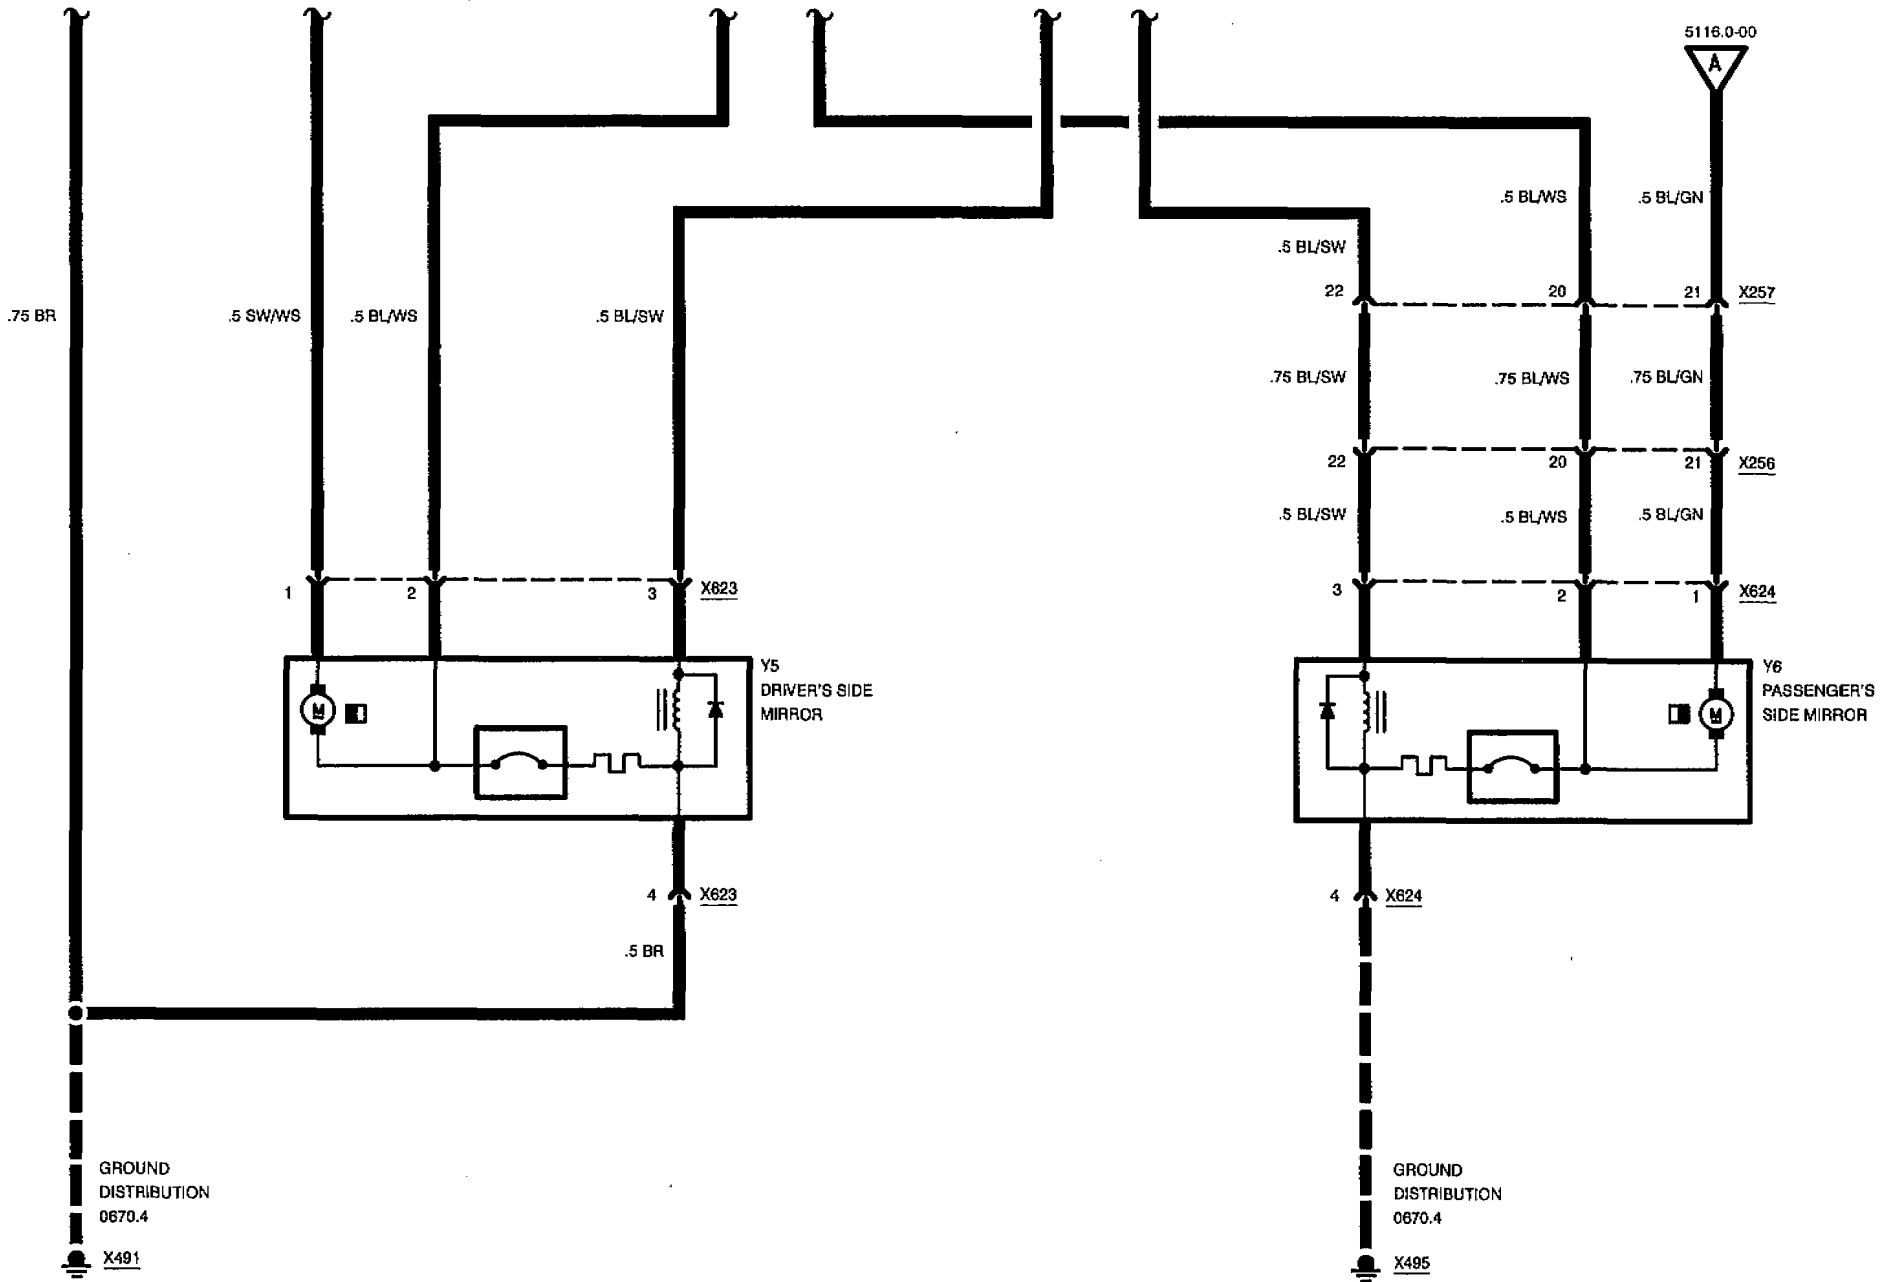 5116.0-00
A
.5 BL/WS
.5 BL/GN
.5 BL/SW
22
20
21
X257
.75 BR
.5 SW/WS
.5 BL/WS
.5 BL/SW
.75 BL/SW
.75 BL/WS
.75 BL/GN
22
20
21
X256
.5 BL/SW
.5 BL/WS
.5 BL/GN
1
2
3
X623
3
2
1
X624
M
Y5
DRIVER'S SIDE
MIRROR
M
Y6
PASSENGER'S
SIDE MIRROR
4
X623
4
X624
.5 BR
GROUND
DISTRIBUTION
0670.4
X491
GROUND
DISTRIBUTION
0670.4
X495